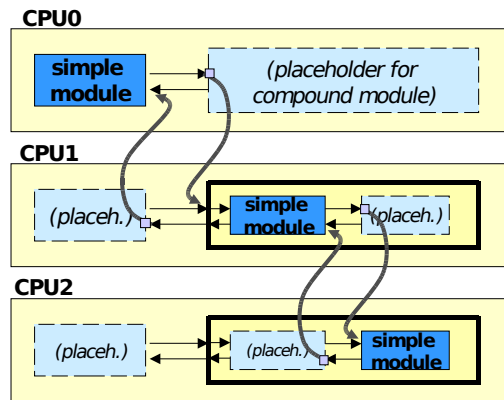 CPU0
simple
module
(placeholder for
compound module)
CPU1
(placeh.)
simple
module
(placeh.)
CPU2
(placeh.)
(placeh.)
simple
module